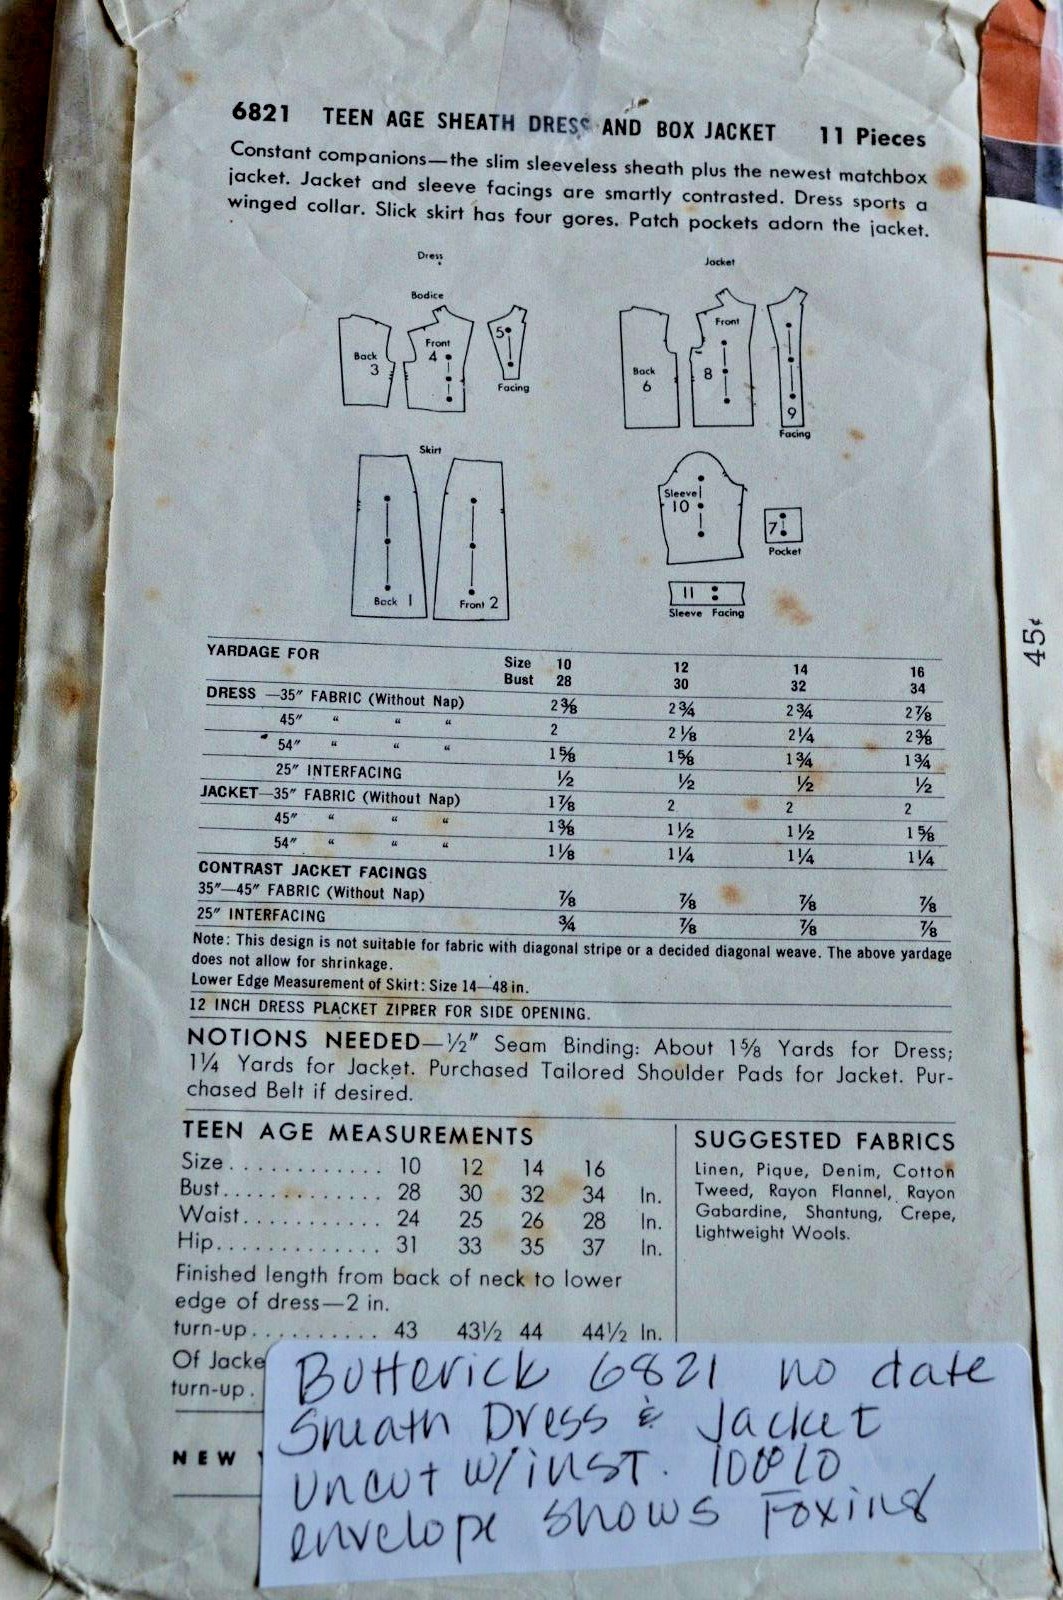 6821 TEEN AGE SHEATH DRESS AND BOX JACKET 11 Pieces
Constant companions—the slim sleeveless sheath plus the newest matchbox
jacket. Jacket and sleeve facings are smartly contrasted. Dress sports a
winged collar. Slick skirt has four gores. Patch pockets adorn the jacket.
Dress
Jacket
Bodice
Back 3
Front 4
5
Facing
Back 6
Front 8
9
Facing
Skirt
Back 1
Front 2
Sleeve 10
7
Pocket
11
Sleeve Facing
45¢
YARDAGE FOR Size 10 12 14 16
Bust 28 30 32 34
DRESS —35" FABRIC (Without Nap) 2⅜ 2¾ 2¾ 2⅞
45" " " " 2 2⅛ 2¼ 2⅜
54" " " " 1⅝ 1⅝ 1¾ 1¾
25" INTERFACING ½ ½ ½ ½
JACKET—35" FABRIC (Without Nap) 1⅞ 2 2 2
45" " " " 1⅜ 1½ 1½ 1⅝
54" " " " 1⅛ 1¼ 1¼ 1¼
CONTRAST JACKET FACINGS
35"—45" FABRIC (Without Nap) ⅞ ⅞ ⅞ ⅞
25" INTERFACING ¾ ⅞ ⅞ ⅞
Note: This design is not suitable for fabric with diagonal stripe or a decided diagonal weave. The above yardage
does not allow for shrinkage.
Lower Edge Measurement of Skirt: Size 14—48 in.
12 INCH DRESS PLACKET ZIPPER FOR SIDE OPENING.
NOTIONS NEEDED—½" Seam Binding: About 1⅝ Yards for Dress;
1¼ Yards for Jacket. Purchased Tailored Shoulder Pads for Jacket. Pur-
chased Belt if desired.
TEEN AGE MEASUREMENTS
Size............ 10 12 14 16
Bust............ 28 30 32 34 In.
Waist........... 24 25 26 28 In.
Hip............. 31 33 35 37 In.
Finished length from back of neck to lower
edge of dress—2 in.
turn-up.......... 43 43½ 44 44½ In.
Of Jacke
turn-up.
NEW
SUGGESTED FABRICS
Linen, Pique, Denim, Cotton
Tweed, Rayon Flannel, Rayon
Gabardine, Shantung, Crepe,
Lightweight Wools.
Butterick 6821 no date
Sheath Dress & Jacket
uncut w/inst.
envelope shows Foxing